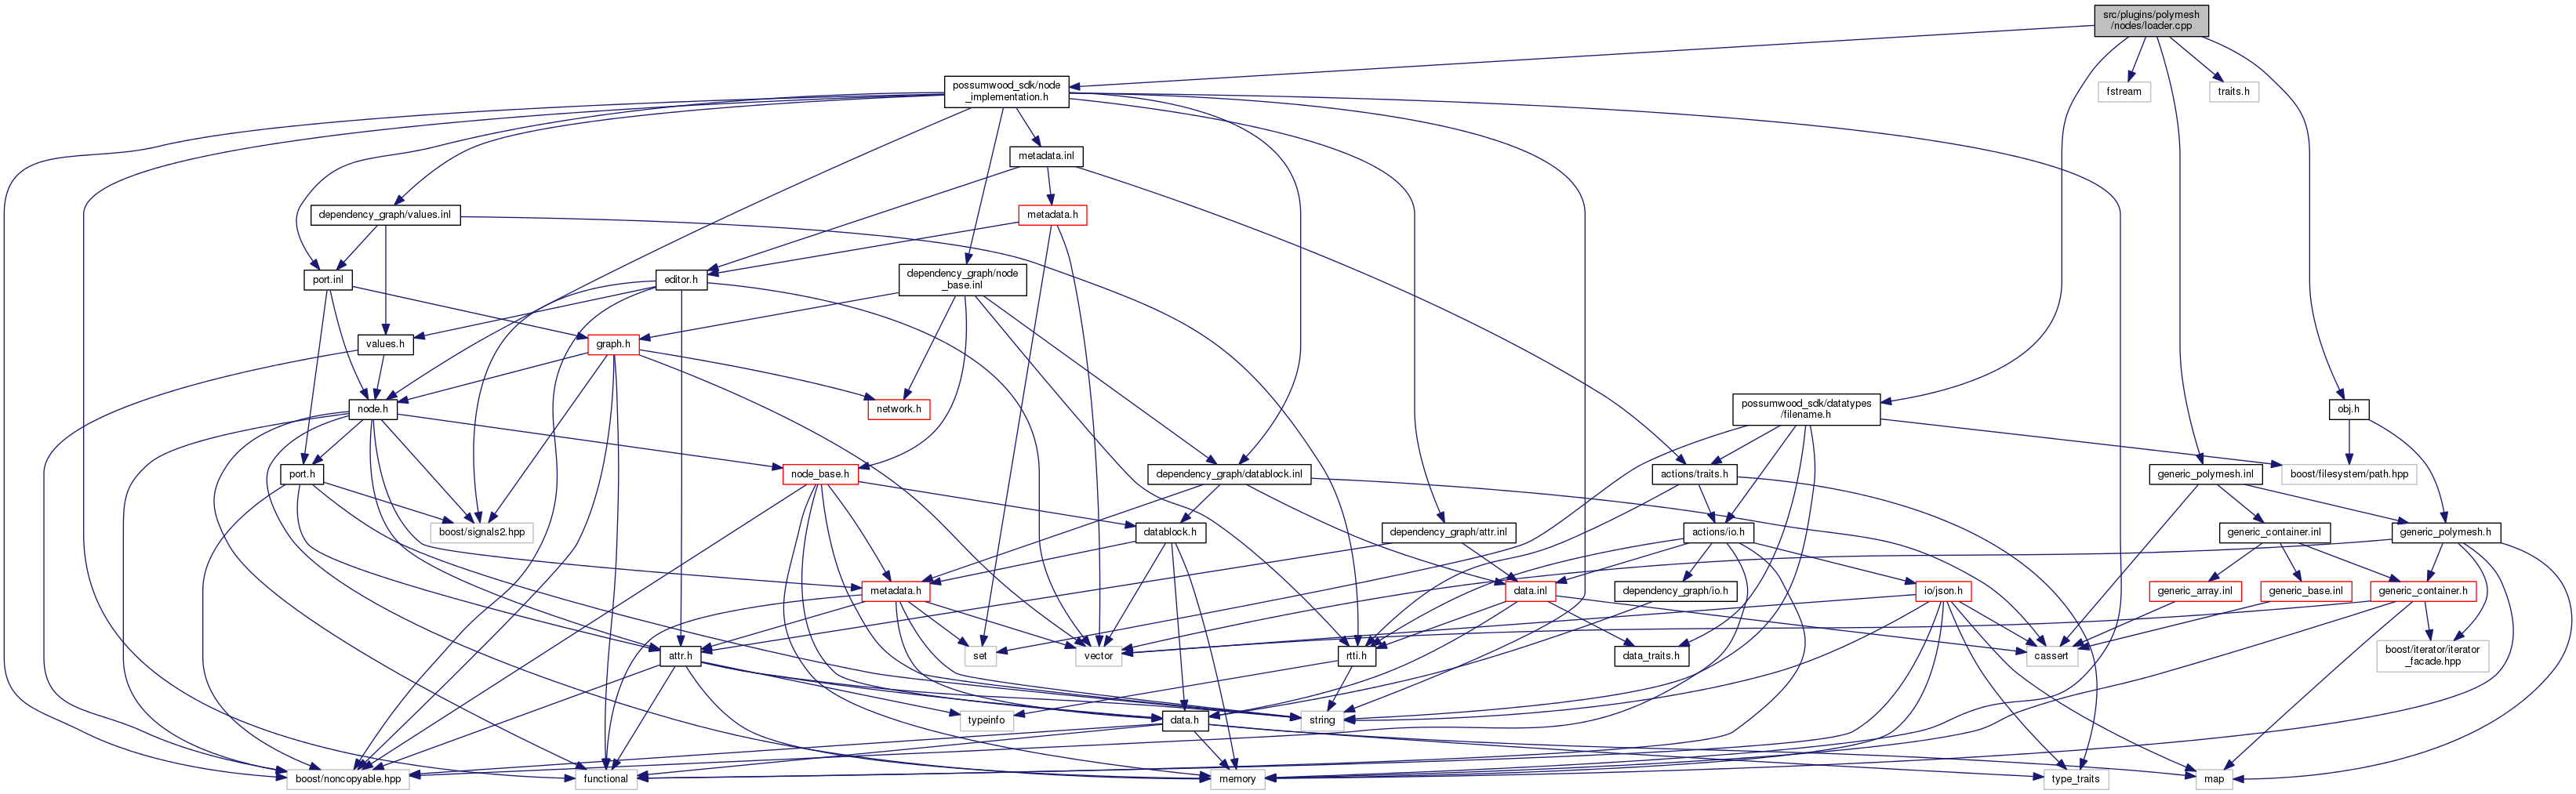 src/plugins/polymesh
/nodes/loader.cpp
possumwood_sdk/node
_implementation.h
fstream
traits.h
metadata.inl
dependency_graph/values.inl
metadata.h
port.inl
editor.h
dependency_graph/node
_base.inl
values.h
graph.h
node.h
network.h
possumwood_sdk/datatypes
/filename.h
obj.h
port.h
node_base.h
dependency_graph/datablock.inl
actions/traits.h
boost/filesystem/path.hpp
generic_polymesh.inl
boost/signals2.hpp
datablock.h
dependency_graph/attr.inl
actions/io.h
generic_container.inl
generic_polymesh.h
metadata.h
data.inl
dependency_graph/io.h
io/json.h
generic_array.inl
generic_base.inl
generic_container.h
attr.h
set
vector
rtti.h
data_traits.h
cassert
boost/iterator/iterator
_facade.hpp
typeinfo
data.h
string
boost/noncopyable.hpp
functional
memory
type_traits
map